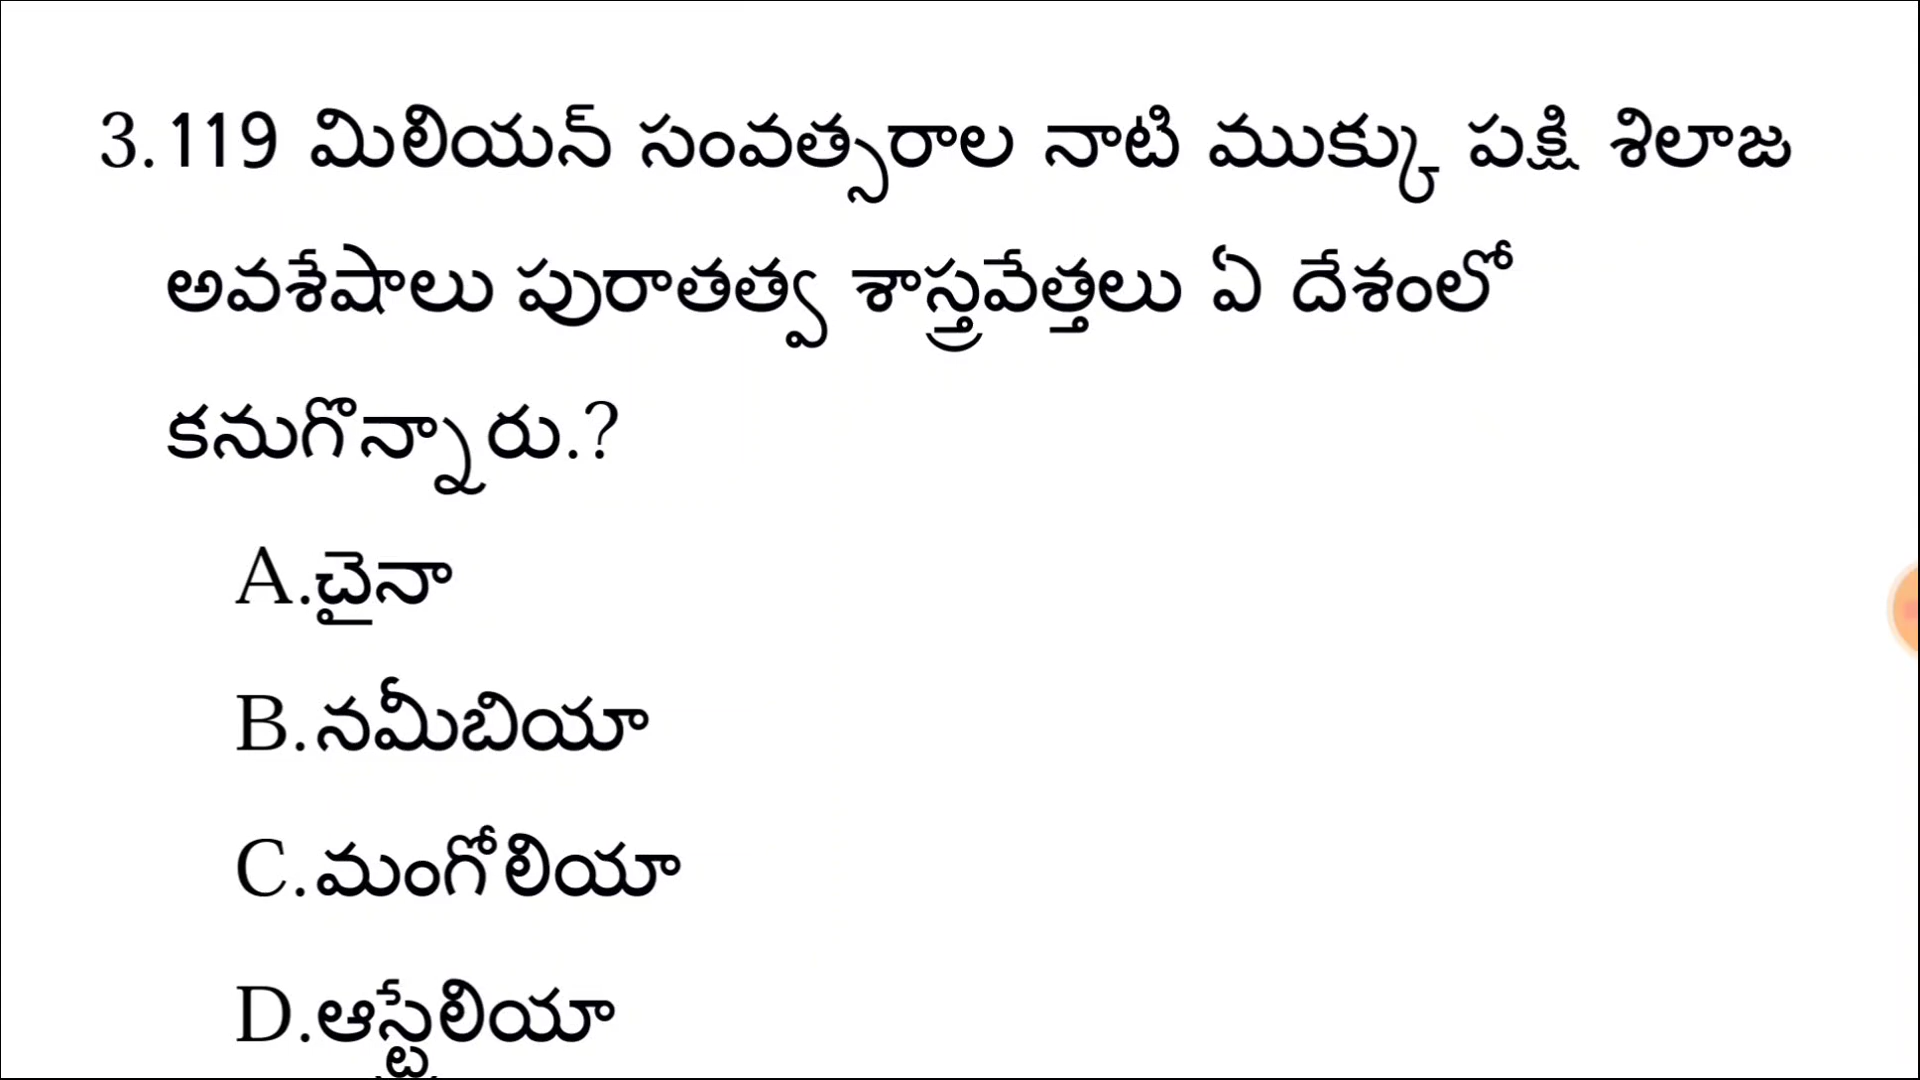 3.119 మిలియన్ సంవత్సరాల నాటి ముక్కు పక్షి శిలాజ
అవశేషాలు పురాతత్వ శాస్త్రవేత్తలు ఏ దేశంలో
కనుగొన్నారు.?
A.చైనా
B.నమీబియా
C.మంగోలియా
D.ఆస్ట్రేలియా